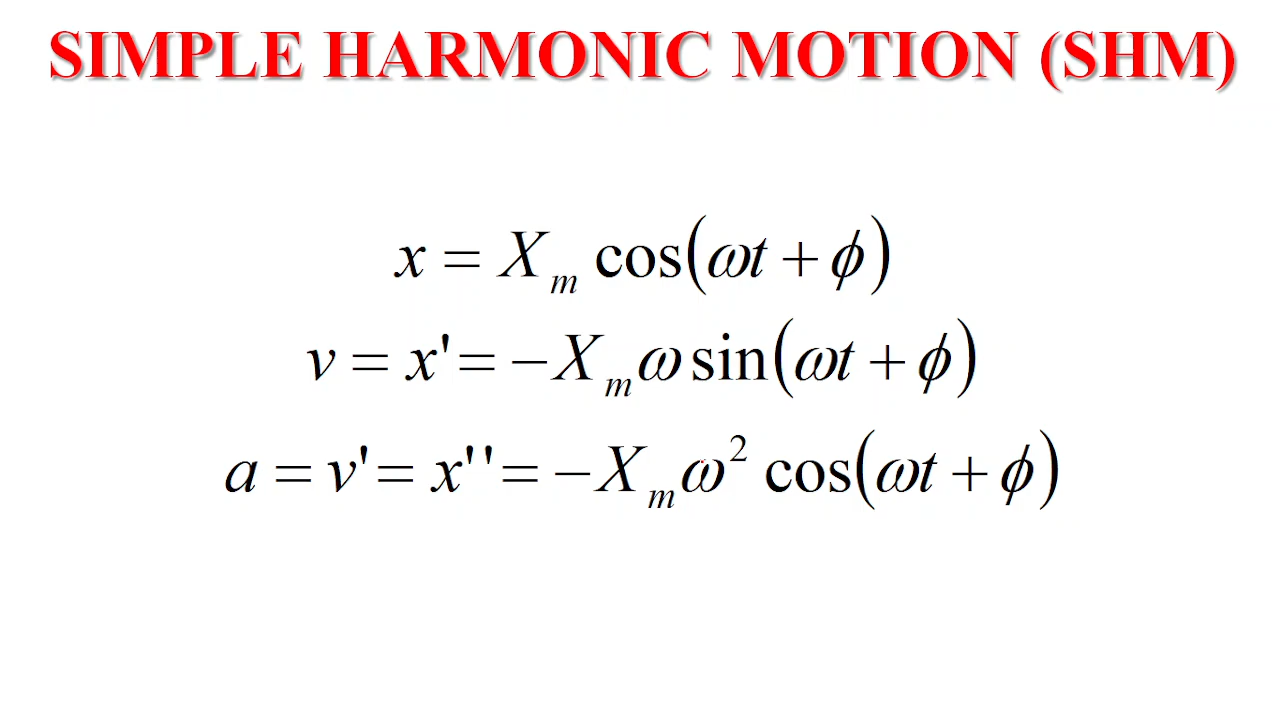 SIMPLE HARMONIC MOTION (SHM)
x = X_m cos(ωt + ϕ)
v = x' = −X_m ω sin(ωt + ϕ)
a = v' = x'' = −X_m ω² cos(ωt + ϕ)